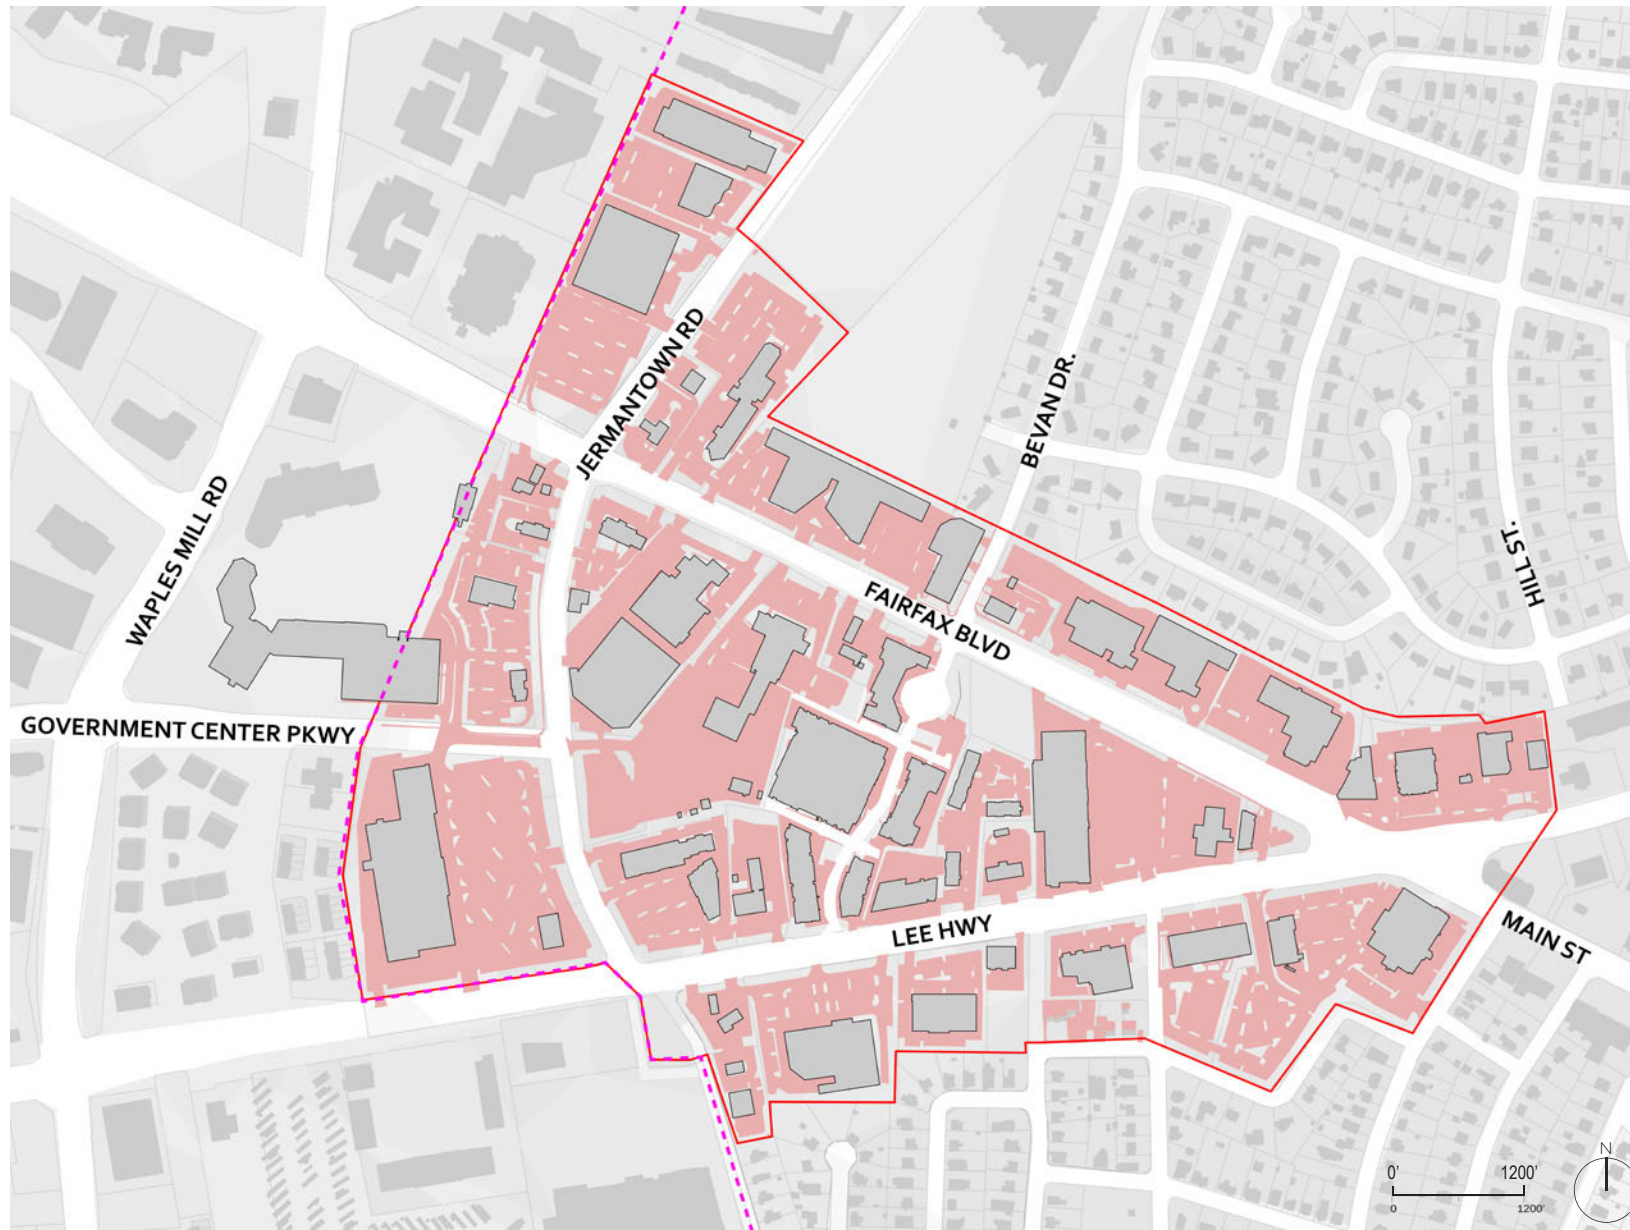 JERMANTOWN RD
BEVAN DR.
WAPLES MILL RD
HILL ST.
FAIRFAX BLVD
GOVERNMENT CENTER PKWY
LEE HWY
MAIN ST
N
0' 1200'
0 1200'